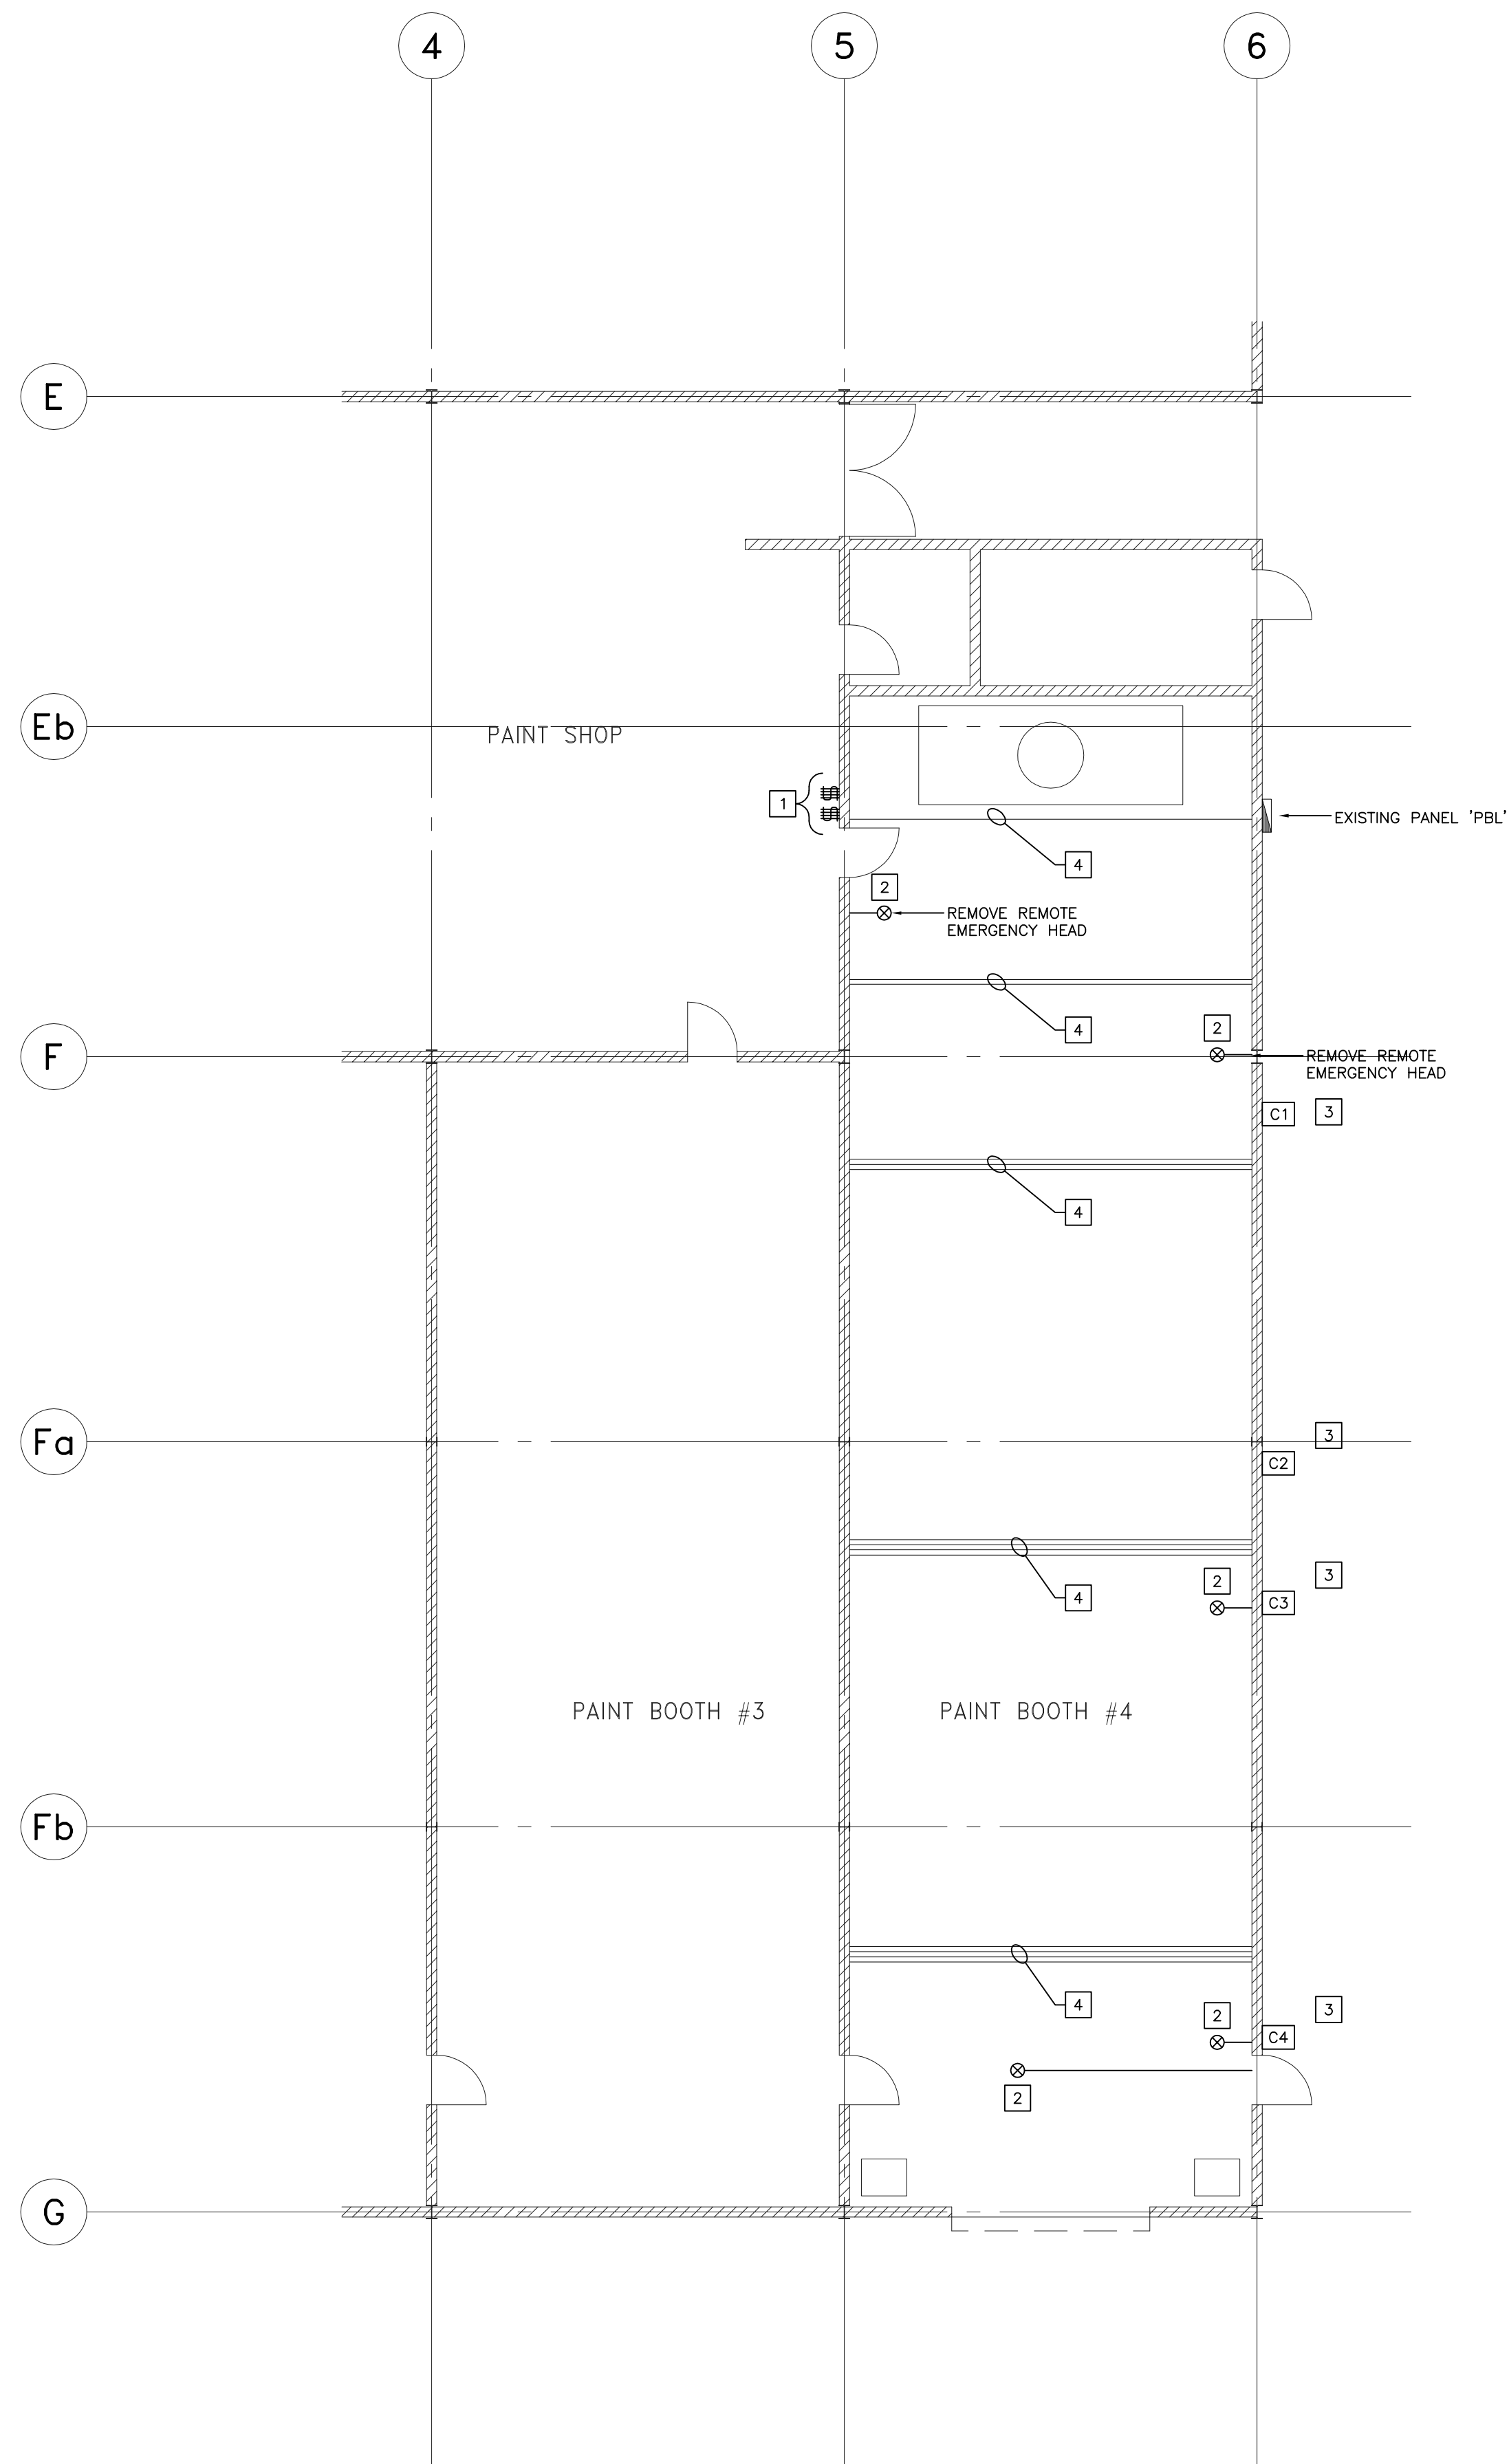 4
5
6
E
Eb
PAINT SHOP
1
$
$
EXISTING PANEL 'PBL'
4
2
REMOVE REMOTE
EMERGENCY HEAD
4
2
F
REMOVE REMOTE
EMERGENCY HEAD
C1
3
4
3
Fa
C2
3
2
4
C3
PAINT BOOTH #3
PAINT BOOTH #4
Fb
4
3
2
C4
2
G